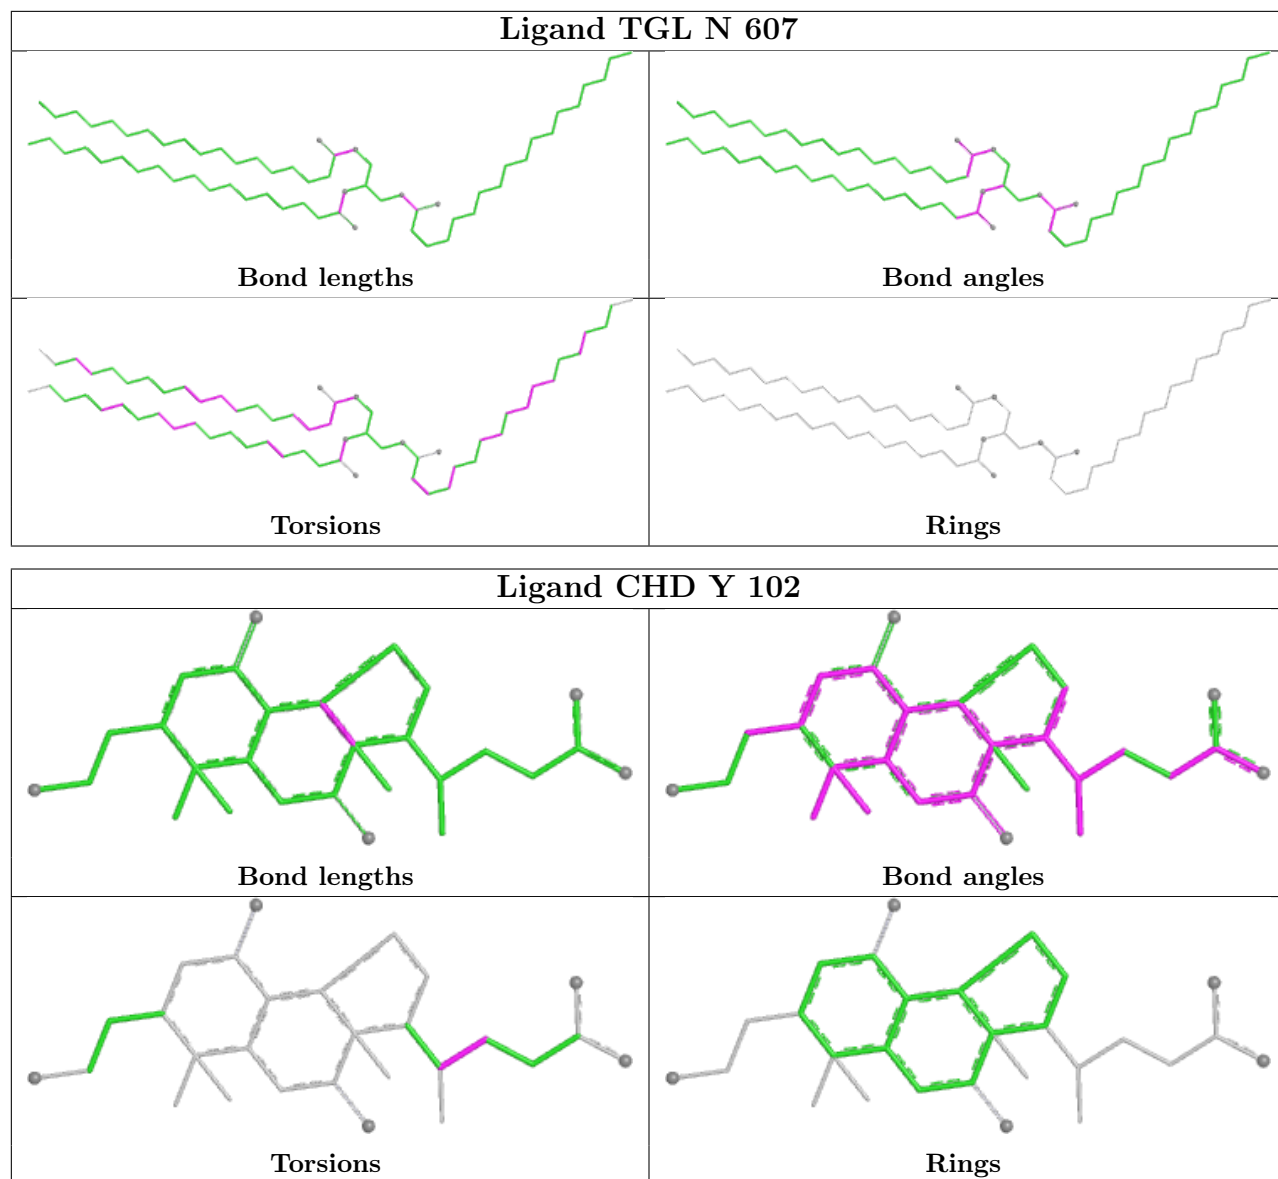 Ligand TGL N 607
Bond lengths
Bond angles
Torsions
Rings
Ligand CHD Y 102
Bond lengths
Bond angles
Torsions
Rings